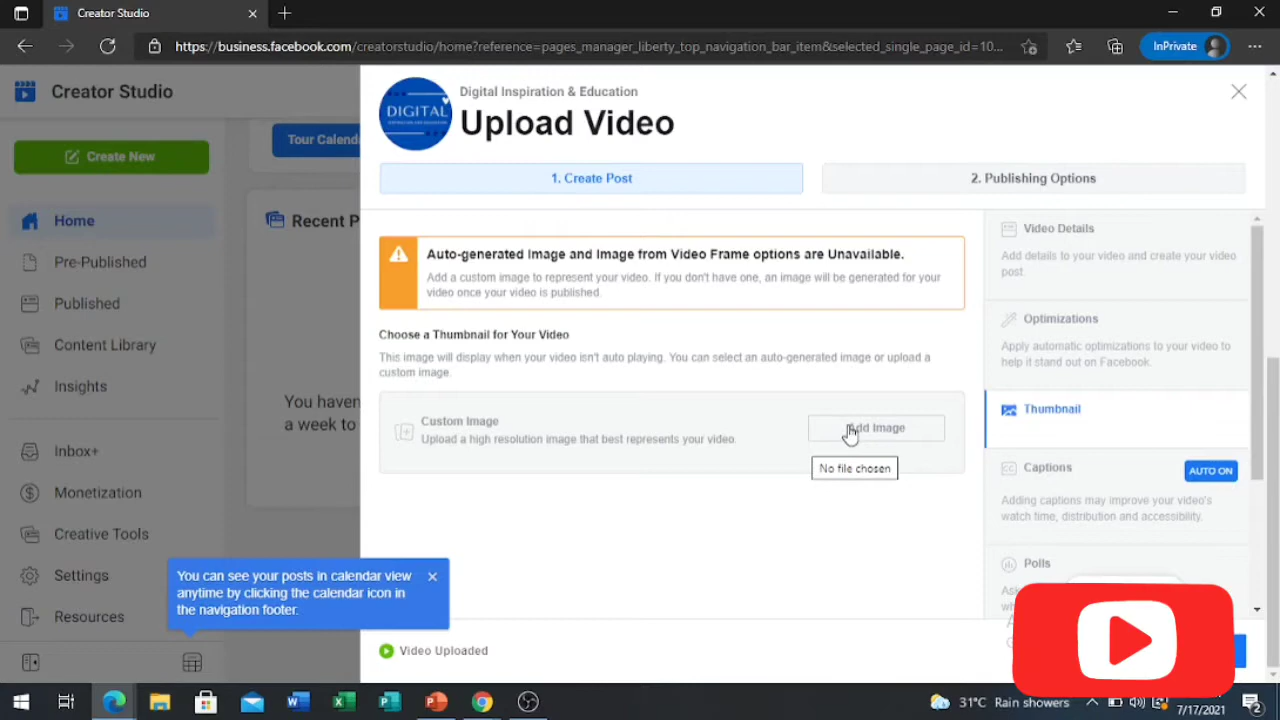 https://business.facebook.com/creatorstudio/home?reference=pages_manager_liberty_top_navigation_bar_item&selected_single_page_id=10...
InPrivate
Creator Studio
Create New
Home
Pre-Published
Published
Content Library
Insights
Inbox+
Monetization
Creative Tools
Settings
Resources
Tour Calend
Recent P
You haven
a week to
You can see your posts in calendar view
anytime by clicking the calendar icon in
the navigation footer.
DIGITAL
Digital Inspiration & Education
Upload Video
1. Create Post
2. Publishing Options
Auto-generated Image and Image from Video Frame options are Unavailable.
Add a custom image to represent your video. If you don't have one, an image will be generated for your
video once your video is published.
Choose a Thumbnail for Your Video
This image will display when your video isn't auto playing. You can select an auto-generated image or upload a
custom image.
Custom Image
Upload a high resolution image that best represents your video.
Add Image
No file chosen
Video Details
Add details to your video and create your video
post.
Optimizations
Apply automatic optimizations to your video to
help it stand out on Facebook.
Thumbnail
CC
Captions
AUTO ON
Adding captions may improve your video's
watch time, distribution and accessibility.
Polls
Video Uploaded
31°C Rain showers
7/17/2021
2